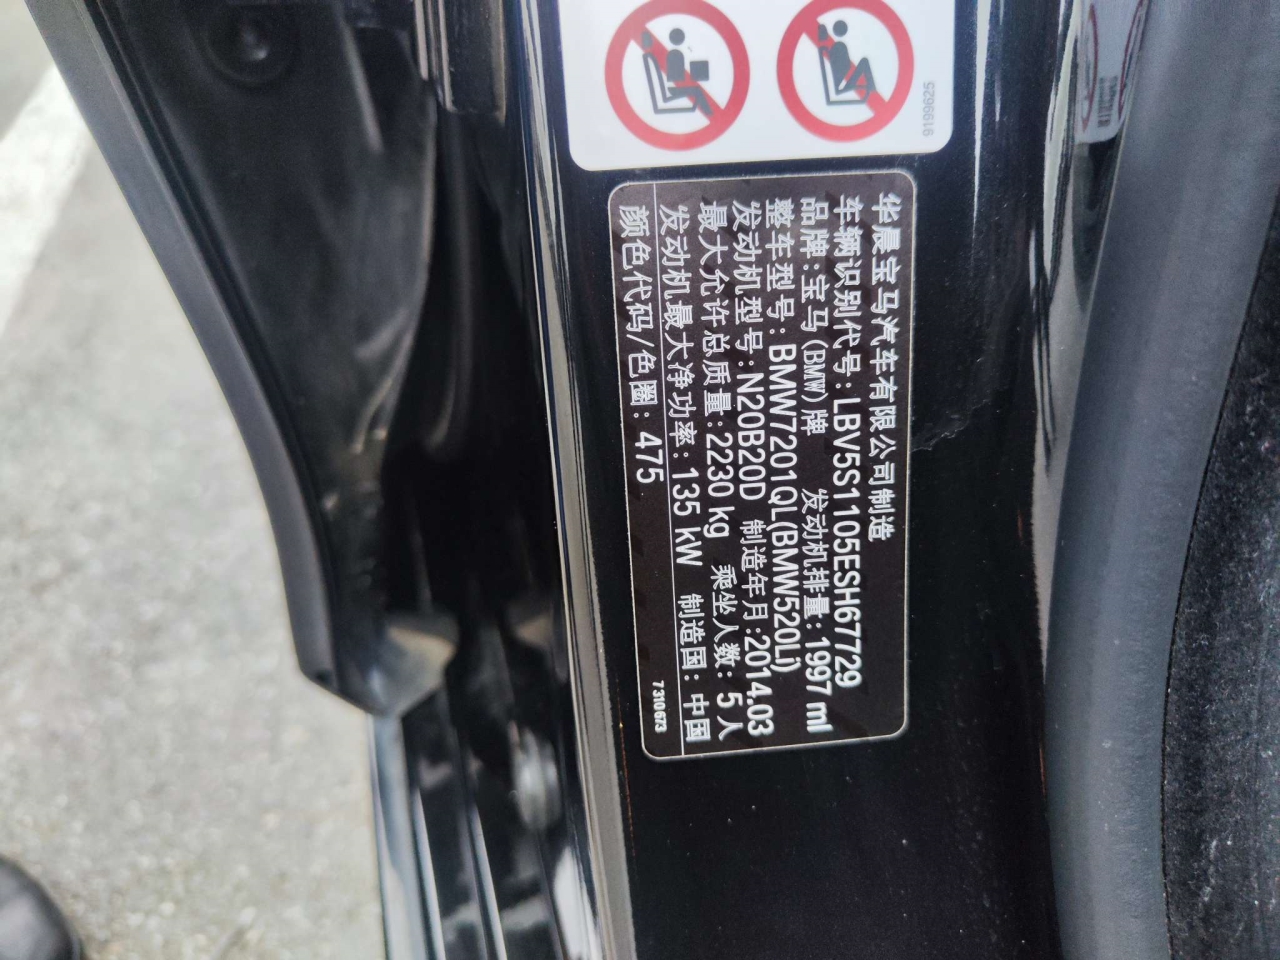 9199625
华晨宝马汽车有限公司制造
车辆识别代号:LBV5S1105ESH67729
品牌:宝马(BMW)牌 发动机排量:1997 ml
整车型号:BMW7201QL(BMW520Li)
发动机型号:N20B20D 制造年月:2014.03
最大允许总质量:2230 kg 乘坐人数: 5人
发动机最大净功率:135 kW 制造国: 中国
颜色代码/色圈: 475 7310673